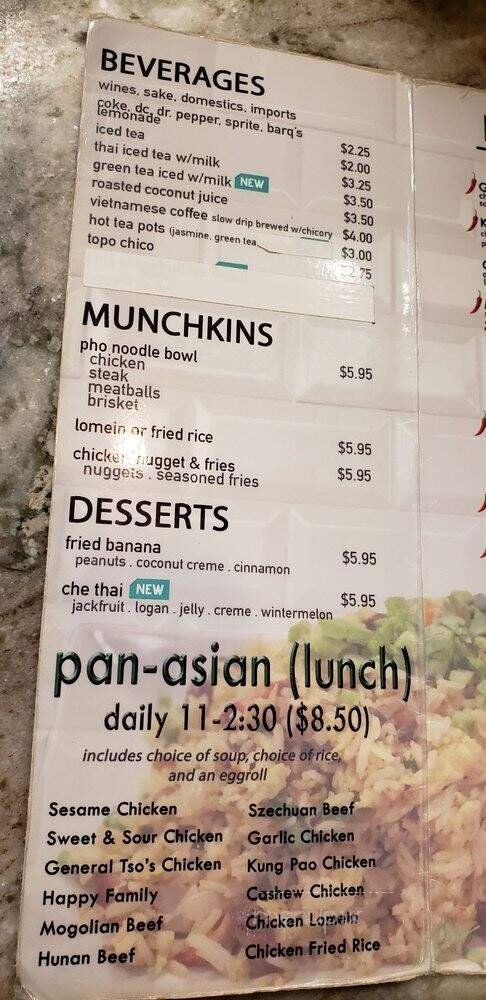 BEVERAGES
wines, sake, domestics, imports
coke, dc, dr. pepper, sprite, barq's
lemonade $2.25
iced tea $2.00
thai iced tea w/milk $3.25
green tea iced w/milk NEW $3.50
roasted coconut juice $3.50
vietnamese coffee slow drip brewed w/chicory $4.00
hot tea pots (jasmine, green tea $3.00
topo chico $2.75
MUNCHKINS
pho noodle bowl $5.95
chicken
steak
meatballs
brisket
lomein or fried rice $5.95
chicken nugget & fries $5.95
nuggets . seasoned fries
DESSERTS
fried banana $5.95
peanuts . coconut creme . cinnamon
che thai NEW $5.95
jackfruit . logan . jelly . creme . wintermelon
pan-asian (lunch)
daily 11-2:30 ($8.50)
includes choice of soup, choice of rice,
and an eggroll
Sesame Chicken Szechuan Beef
Sweet & Sour Chicken Garlic Chicken
General Tso's Chicken Kung Pao Chicken
Happy Family Cashew Chicken
Mogolian Beef Chicken Lomein
Hunan Beef Chicken Fried Rice